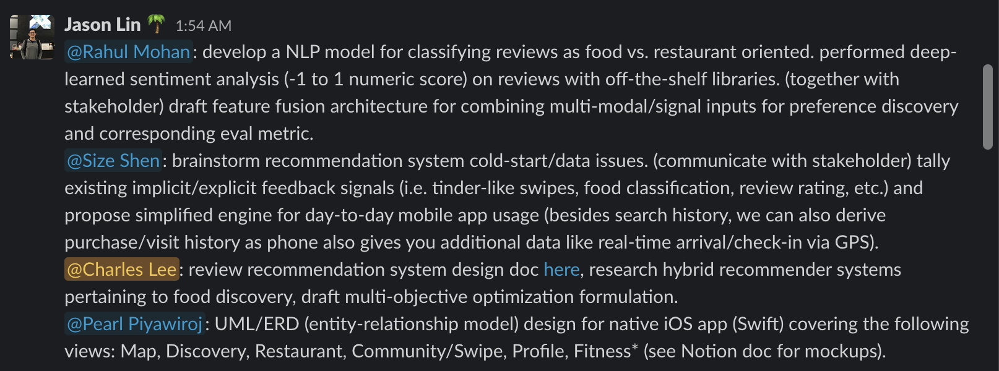 Jason Lin 🌴 1:54 AM
@Rahul Mohan: develop a NLP model for classifying reviews as food vs. restaurant oriented. performed deep-
learned sentiment analysis (-1 to 1 numeric score) on reviews with off-the-shelf libraries. (together with
stakeholder) draft feature fusion architecture for combining multi-modal/signal inputs for preference discovery
and corresponding eval metric.
@Size Shen: brainstorm recommendation system cold-start/data issues. (communicate with stakeholder) tally
existing implicit/explicit feedback signals (i.e. tinder-like swipes, food classification, review rating, etc.) and
propose simplified engine for day-to-day mobile app usage (besides search history, we can also derive
purchase/visit history as phone also gives you additional data like real-time arrival/check-in via GPS).
@Charles Lee: review recommendation system design doc here, research hybrid recommender systems
pertaining to food discovery, draft multi-objective optimization formulation.
@Pearl Piyawiroj: UML/ERD (entity-relationship model) design for native iOS app (Swift) covering the following
views: Map, Discovery, Restaurant, Community/Swipe, Profile, Fitness* (see Notion doc for mockups).